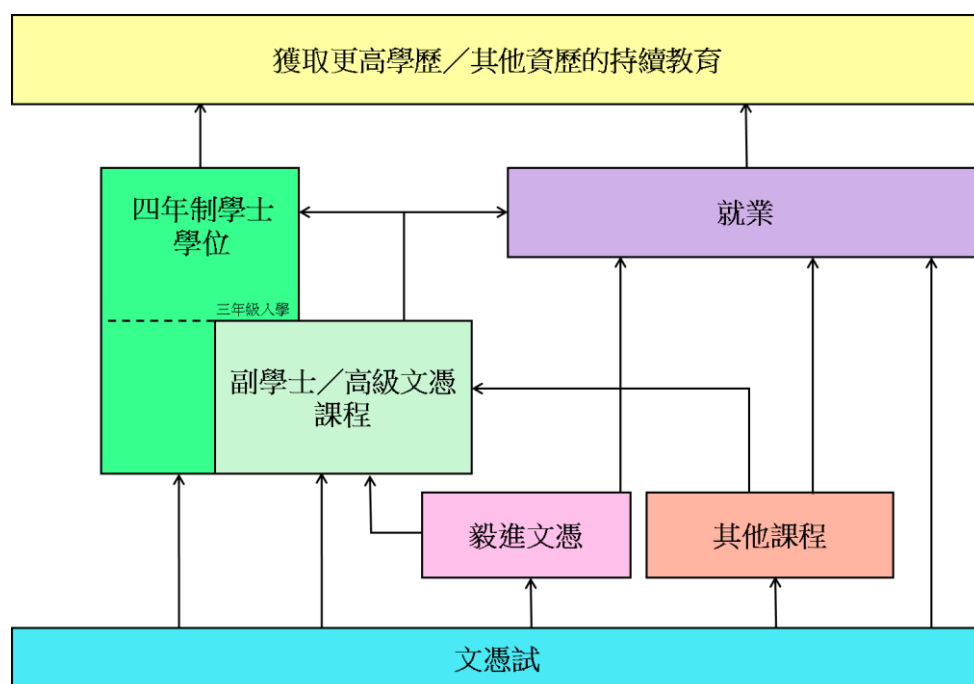 獲取更高學歷／其他資歷的持續教育
四年制學士
學位
就業
三年級入學
副學士／高級文憑
課程
毅進文憑
其他課程
文憑試